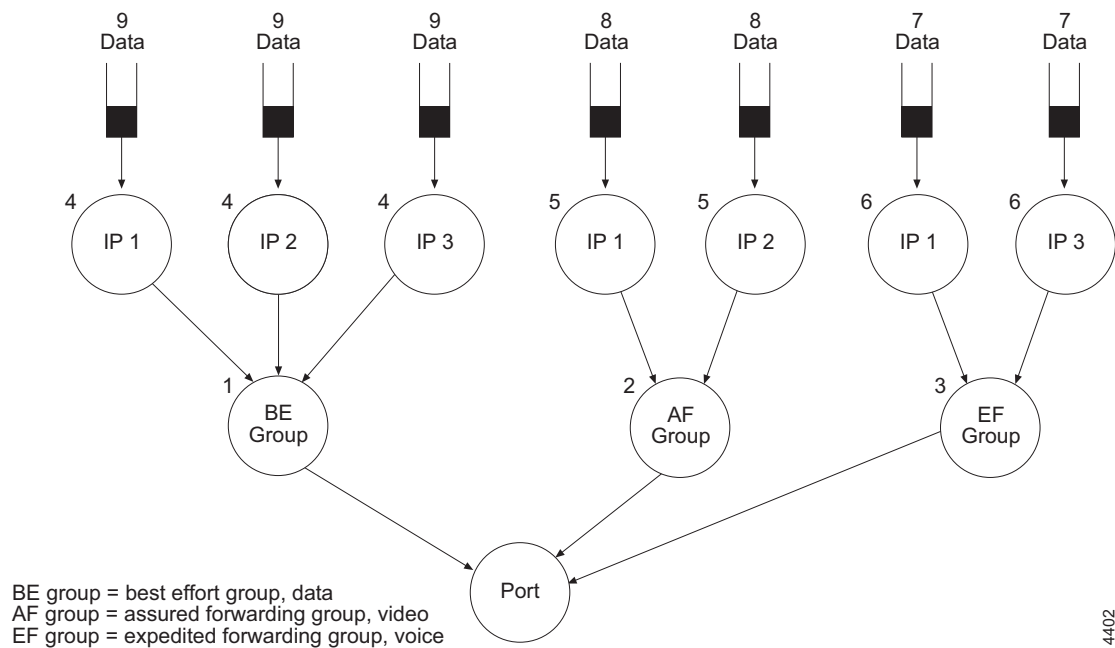 9 9 9 8 8 7 7
Data Data Data Data Data Data Data
4 4 4 5 5 6 6
IP 1 IP 2 IP 3 IP 1 IP 2 IP 1 IP 3
1 2 3
BE AF EF
Group Group Group
Port
BE group = best effort group, data
AF group = assured forwarding group, video
EF group = expedited forwarding group, voice
4402